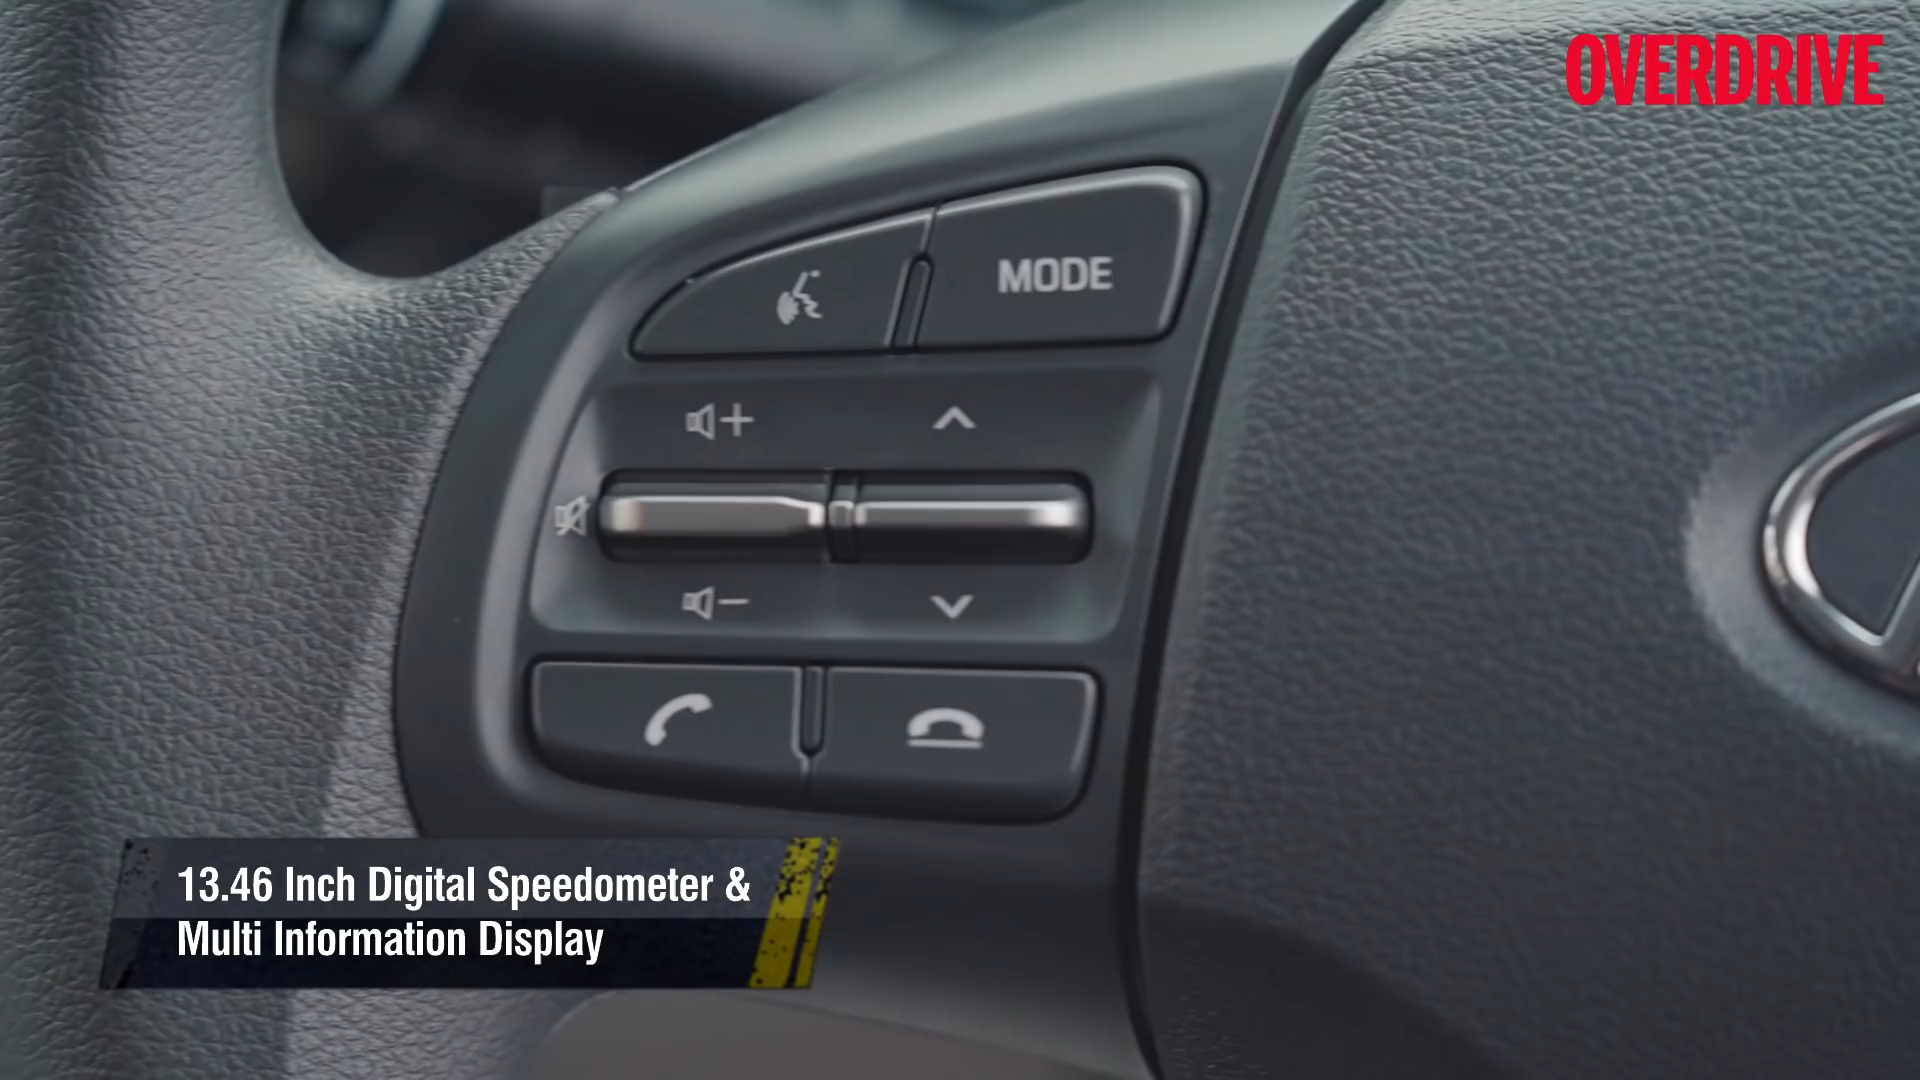 OVERDRIVE
MODE
13.46 Inch Digital Speedometer &
Multi Information Display